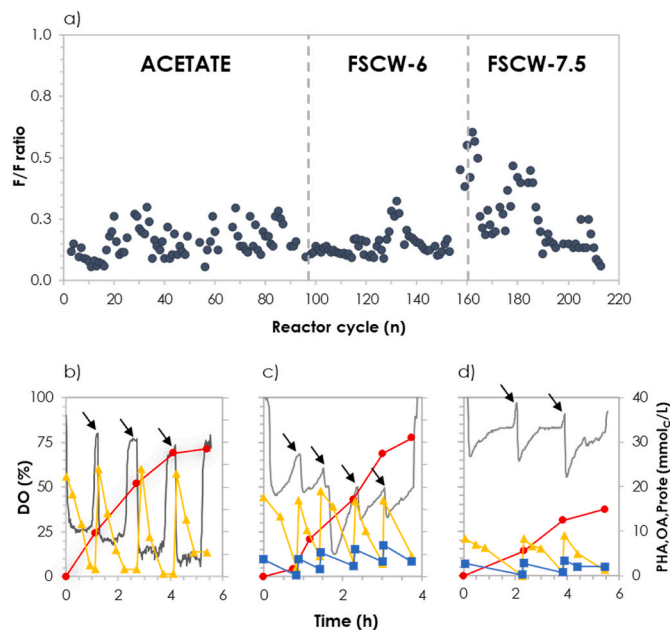 a)
1.0
0.8
0.5
0.3
0.0
F/F ratio
ACETATE
FSCW-6
FSCW-7.5
0 20 40 60 80 100 120 140 160 180 200 220
Reactor cycle (n)
b) c) d)
100
75
50
25
0
DO (%)
40
30
20
10
0
PHA,OA,Prote (mmolC/L)
0 2 4 6 0 2 4 0 2 4 6
Time (h)